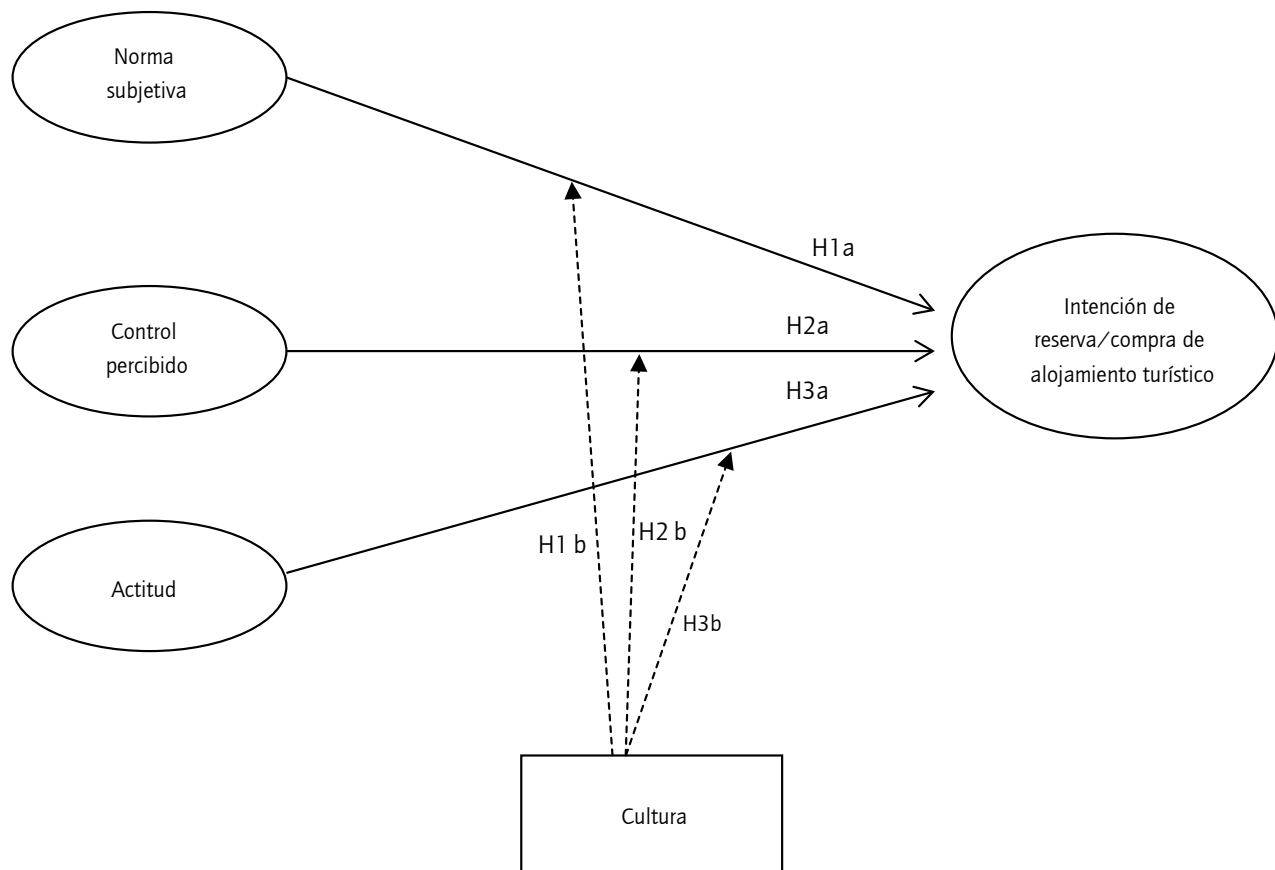 Norma
subjetiva
H1a
Control
percibido
H2a
Intención de
reserva/compra de
alojamiento turístico
H3a
Actitud
H1 b
H2 b
H3b
Cultura